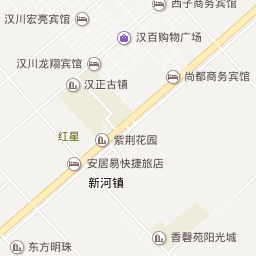 西子商务宾馆
汉川宏亮宾馆
汉百购物广场
汉川龙翔宾馆
尚都商务宾馆
汉正古镇
红星
紫荆花园
安居易快捷旅店
新河镇
香磬苑阳光城
东方明珠